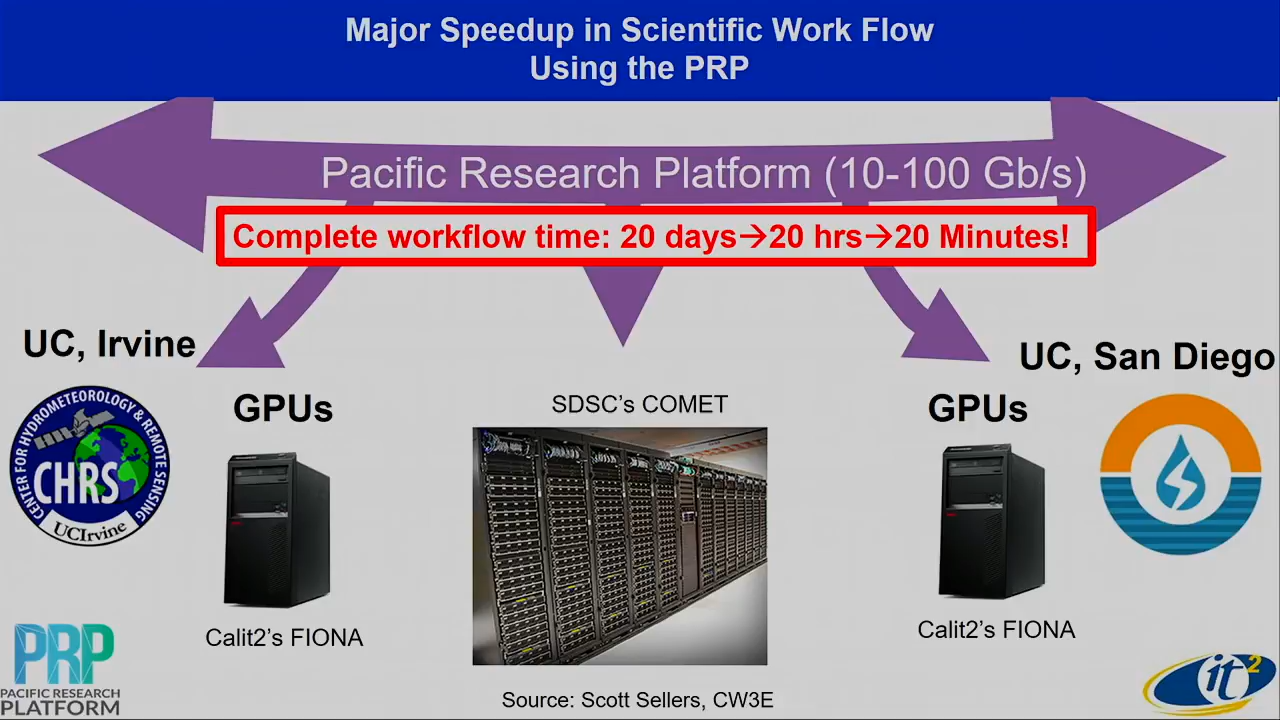 Major Speedup in Scientific Work Flow
Using the PRP
Pacific Research Platform (10-100 Gb/s)
Complete workflow time: 20 days→20 hrs→20 Minutes!
UC, Irvine
UC, San Diego
GPUs
SDSC's COMET
GPUs
CENTER FOR HYDROMETEOROLOGY & REMOTE SENSING
CHRS
UCIrvine
Calit2's FIONA
Calit2's FIONA
PRP
PACIFIC RESEARCH
PLATFORM
Source: Scott Sellers, CW3E
it2